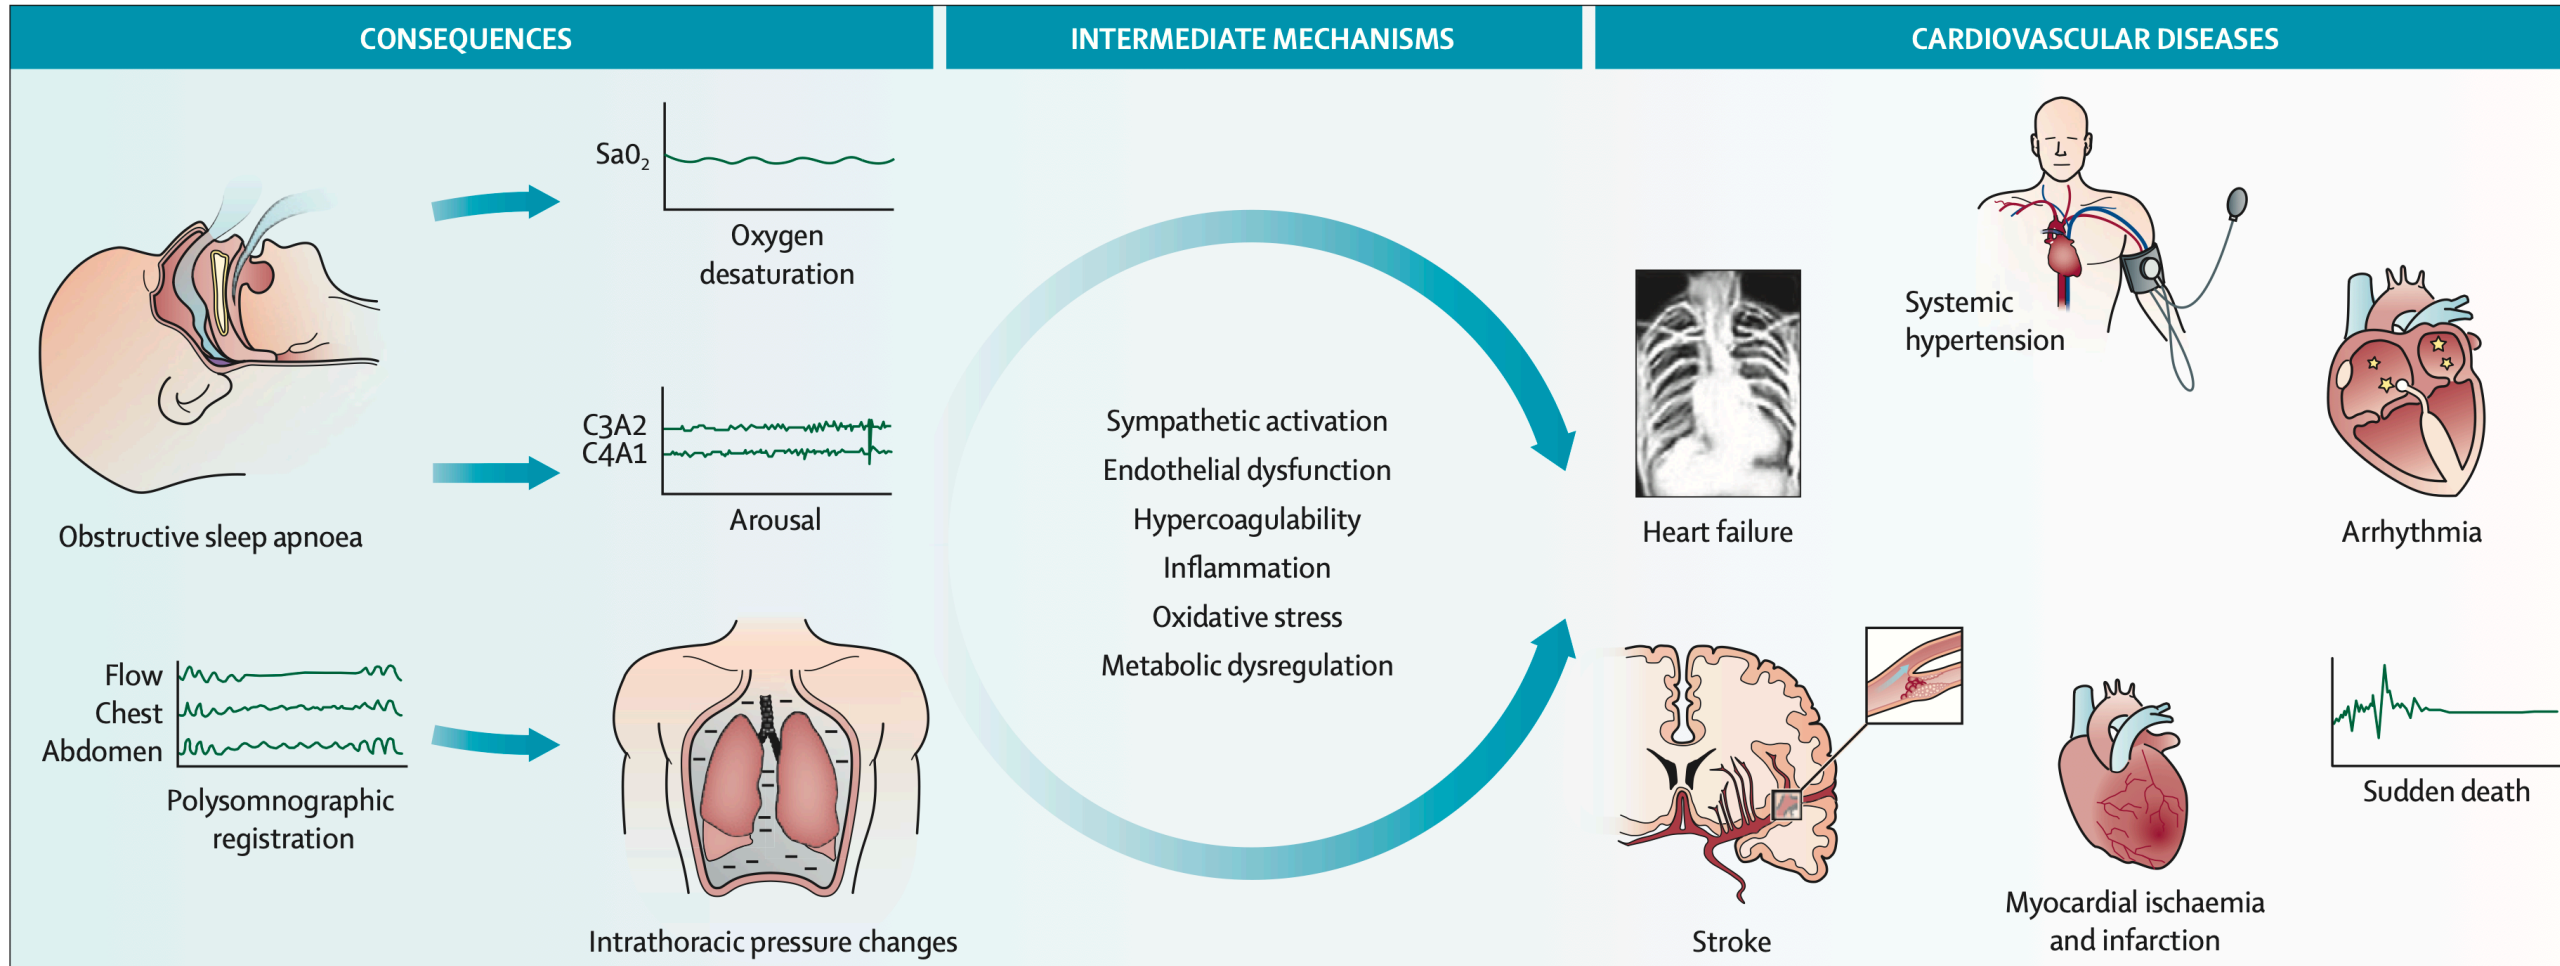 CONSEQUENCES
INTERMEDIATE MECHANISMS
CARDIOVASCULAR DISEASES
Sa0₂
Oxygen
desaturation
C3A2
C4A1
Arousal
Obstructive sleep apnoea
Flow
Chest
Abdomen
Polysomnographic
registration
Intrathoracic pressure changes
Sympathetic activation
Endothelial dysfunction
Hypercoagulability
Inflammation
Oxidative stress
Metabolic dysregulation
Systemic
hypertension
Heart failure
Arrhythmia
Stroke
Myocardial ischaemia
and infarction
Sudden death